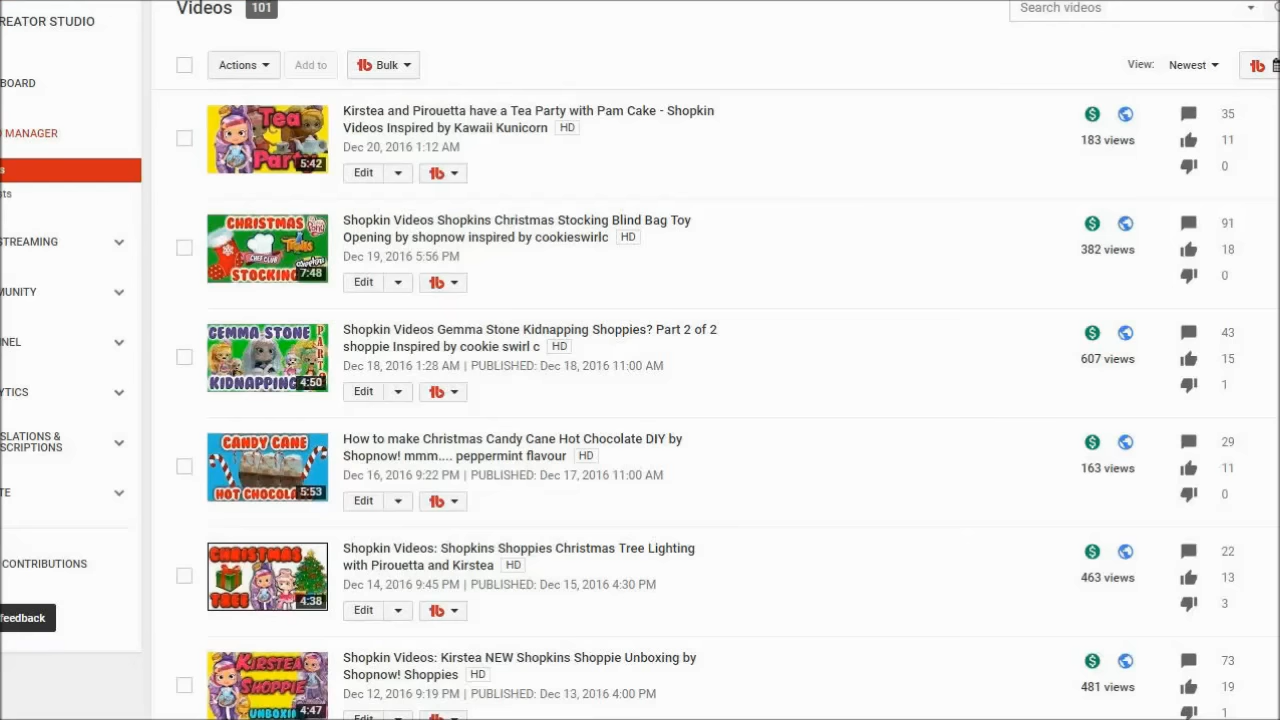 Videos 101
Search videos
REATOR STUDIO
Actions
Add to
Bulk
View: Newest
BOARD
MANAGER
s
sts
STREAMING
MUNITY
NEL
YTICS
SLATIONS &
SCRIPTIONS
TE
CONTRIBUTIONS
feedback
Tea
Party
5:42
Kirstea and Pirouetta have a Tea Party with Pam Cake - Shopkin
Videos Inspired by Kawaii Kunicorn HD
Dec 20, 2016 1:12 AM
Edit
183 views
35
11
0
CHRISTMAS
CHEF CLUB
STOCKING
7:48
Shopkin Videos Shopkins Christmas Stocking Blind Bag Toy
Opening by shopnow inspired by cookieswirlc HD
Dec 19, 2016 5:56 PM
Edit
382 views
91
18
0
GEMMA STONE
PART
KIDNAPPING
4:50
Shopkin Videos Gemma Stone Kidnapping Shoppies? Part 2 of 2
shoppie Inspired by cookie swirl c HD
Dec 18, 2016 1:28 AM | PUBLISHED: Dec 18, 2016 11:00 AM
Edit
607 views
43
15
1
CANDY CANE
HOT CHOCOLA
5:53
How to make Christmas Candy Cane Hot Chocolate DIY by
Shopnow! mmm.... peppermint flavour HD
Dec 16, 2016 9:22 PM | PUBLISHED: Dec 17, 2016 11:00 AM
Edit
163 views
29
11
0
CHRISTMAS
TREE
4:38
Shopkin Videos: Shopkins Shoppies Christmas Tree Lighting
with Pirouetta and Kirstea HD
Dec 14, 2016 9:45 PM | PUBLISHED: Dec 15, 2016 4:30 PM
Edit
463 views
22
13
3
KIRSTEA
SHOPPIE
UNBOXIN
4:47
Shopkin Videos: Kirstea NEW Shopkins Shoppie Unboxing by
Shopnow! Shoppies HD
Dec 12, 2016 9:19 PM | PUBLISHED: Dec 13, 2016 4:00 PM
Edit
481 views
73
19
1